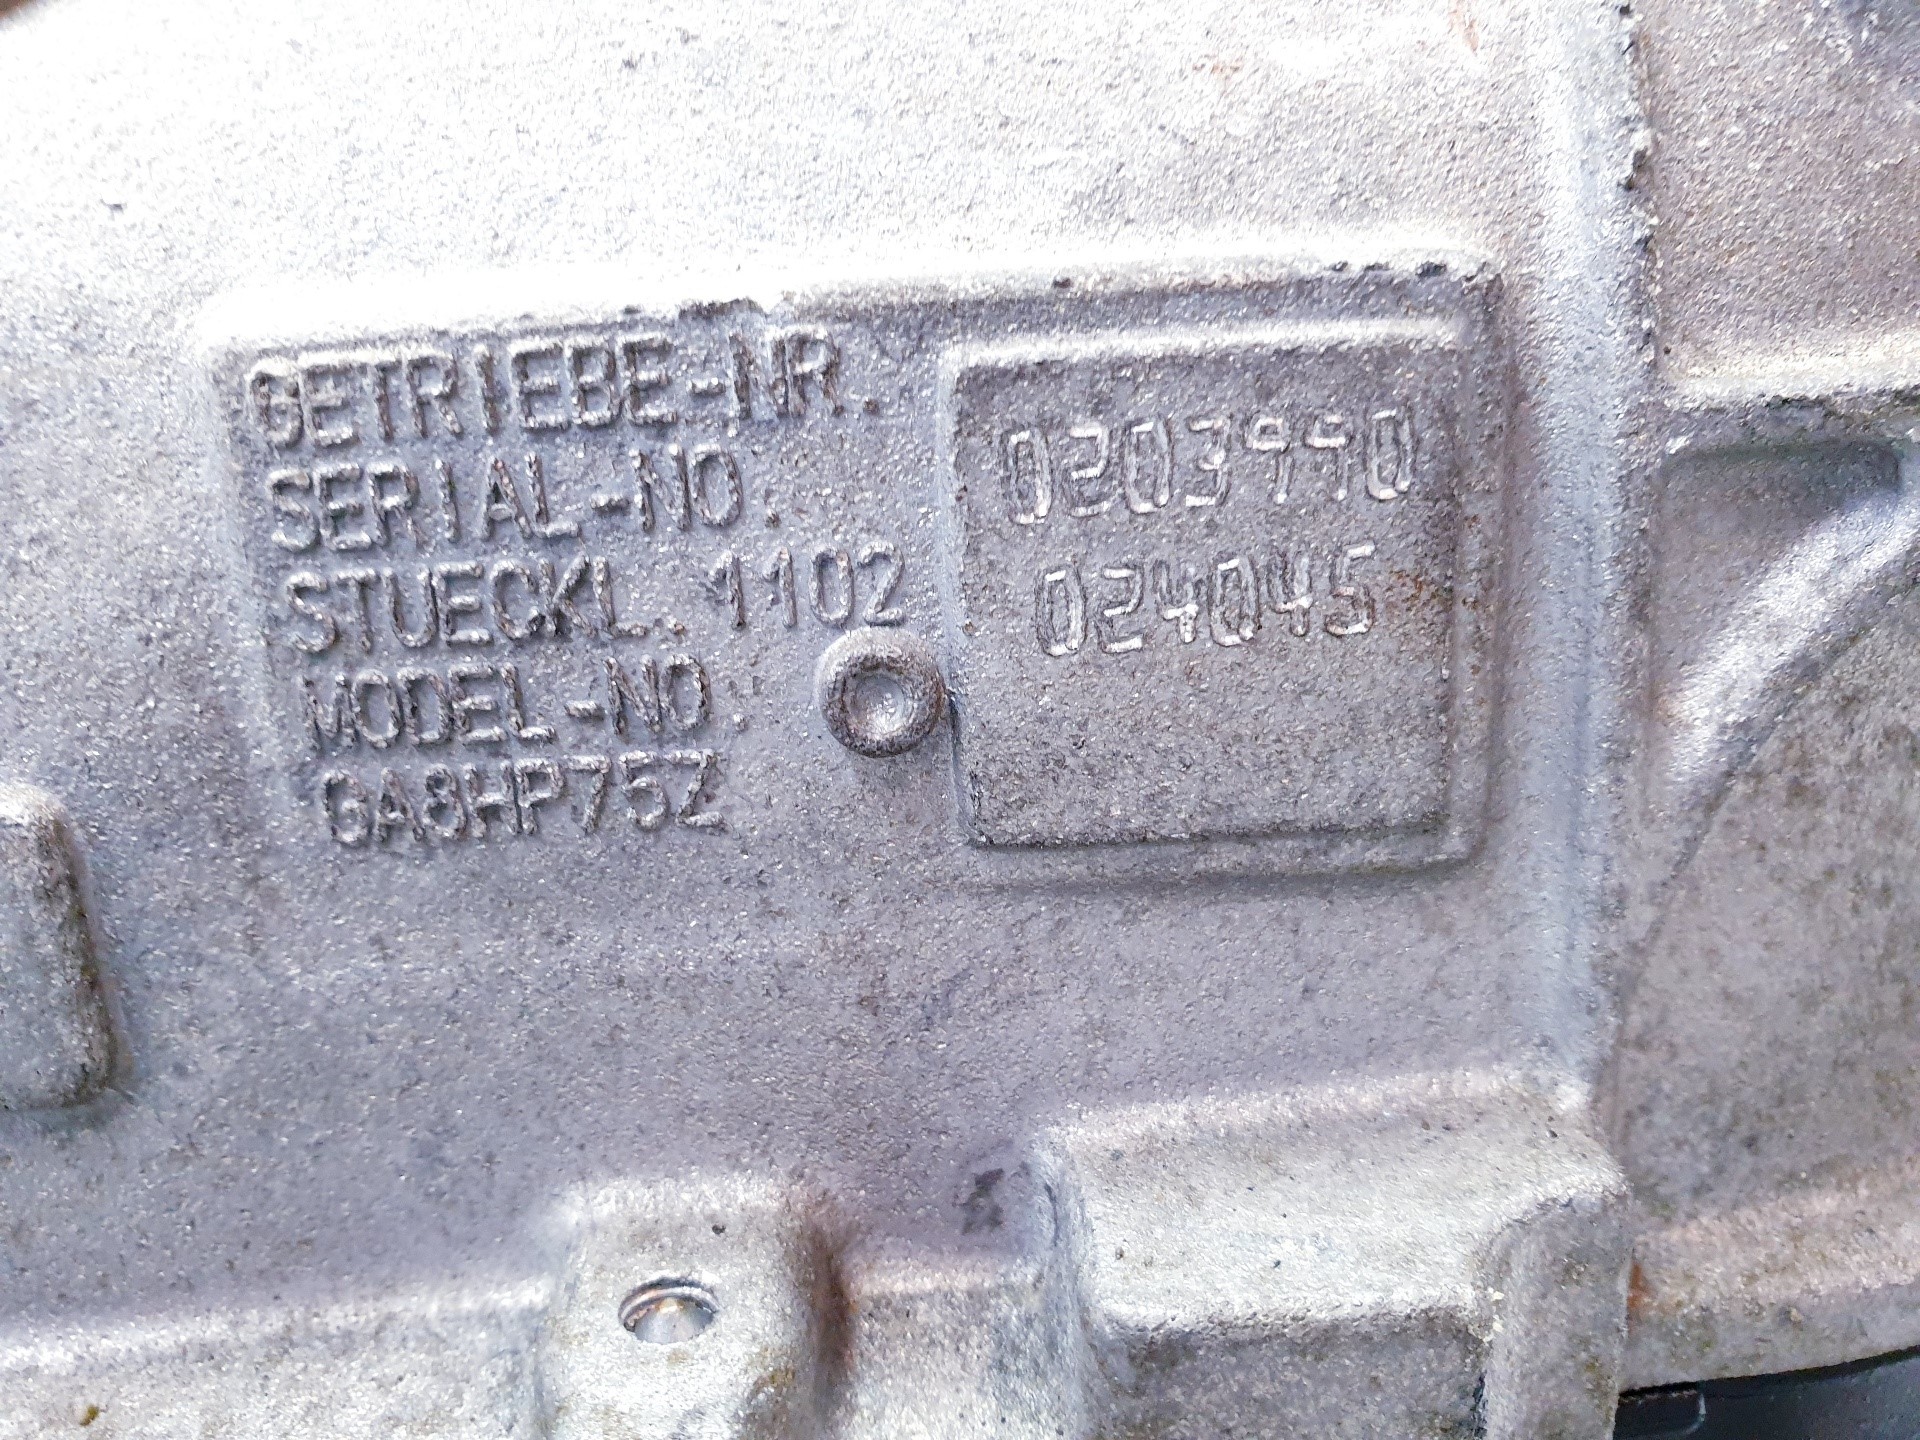 GETRIEBE-NR.
SERIAL-NO. 0203990
STUECKL. 1102 024045
MODEL-NO.
GA8HP75Z